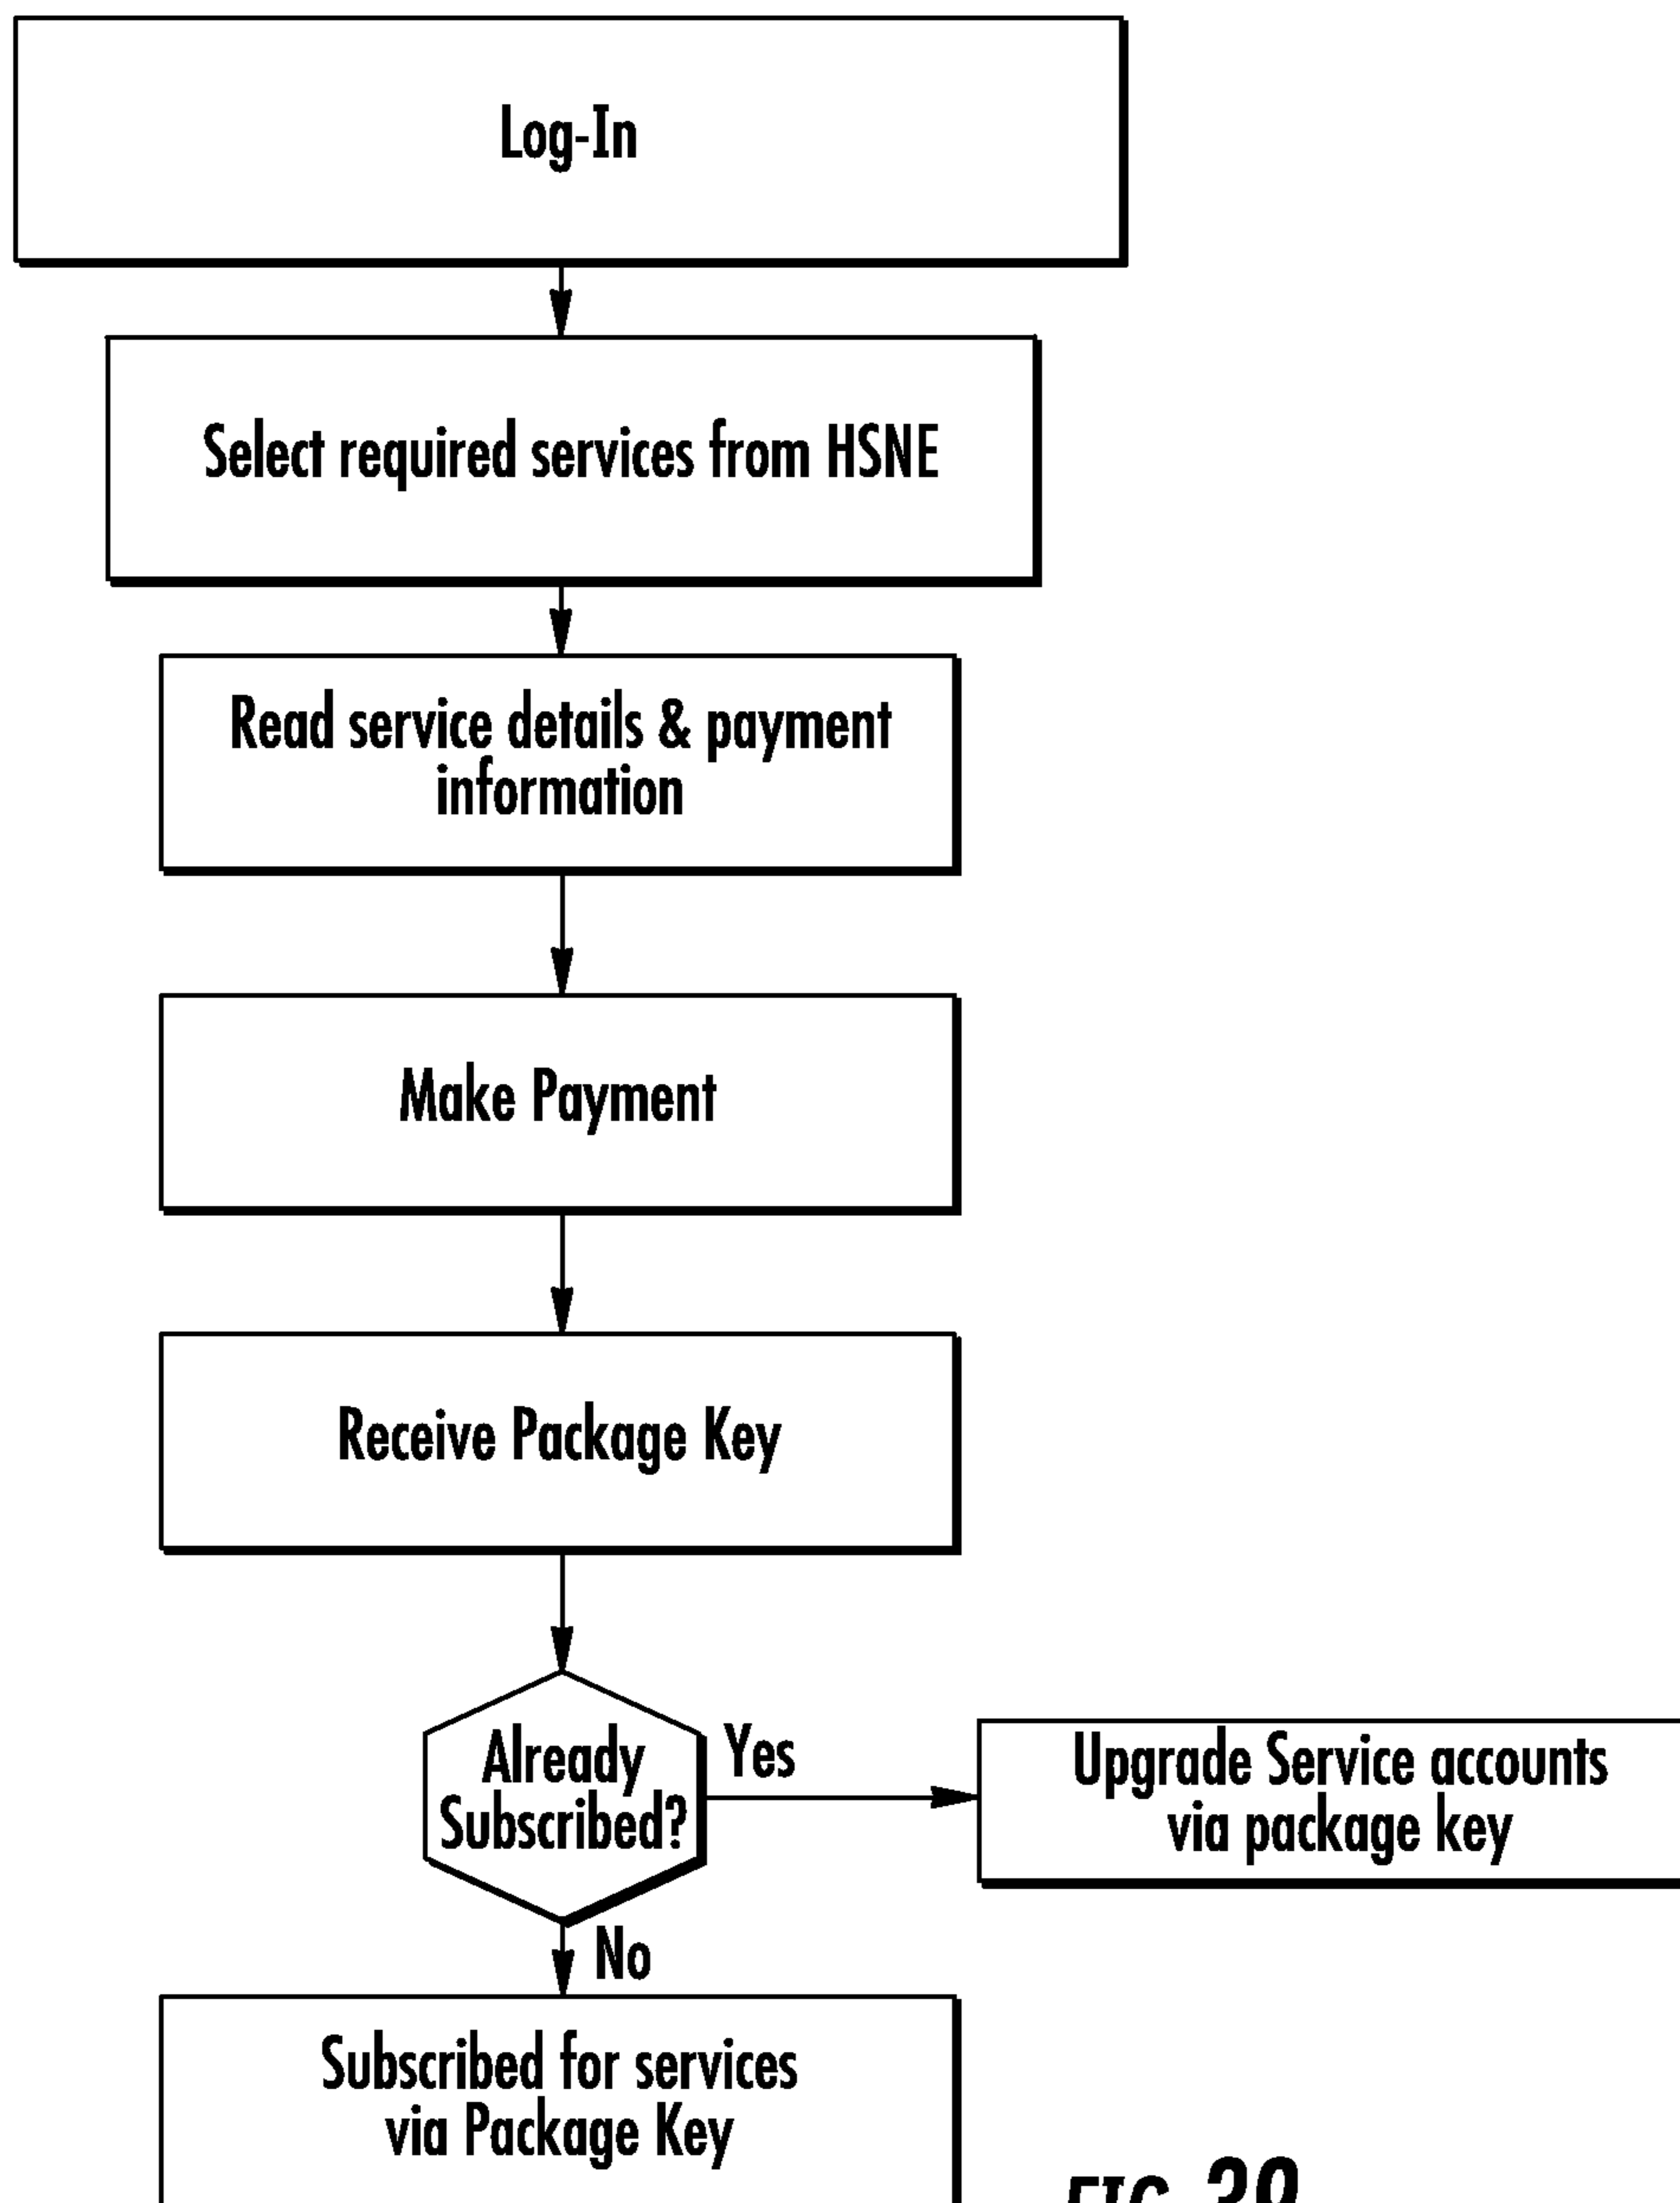 Log-In
Select required services from HSNE
Read service details & payment
information
Make Payment
Receive Package Key
Already
Subscribed?
Yes
Upgrade Service accounts
via package key
No
Subscribed for services
via Package Key
FIG.